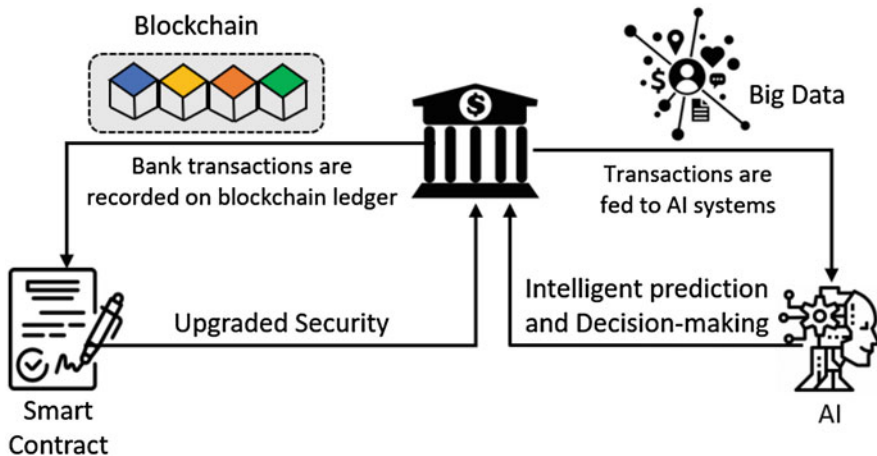 Blockchain
$
$
Big Data
Bank transactions are
recorded on blockchain ledger
Transactions are
fed to AI systems
Upgraded Security
Intelligent prediction
and Decision-making
Smart
Contract
AI